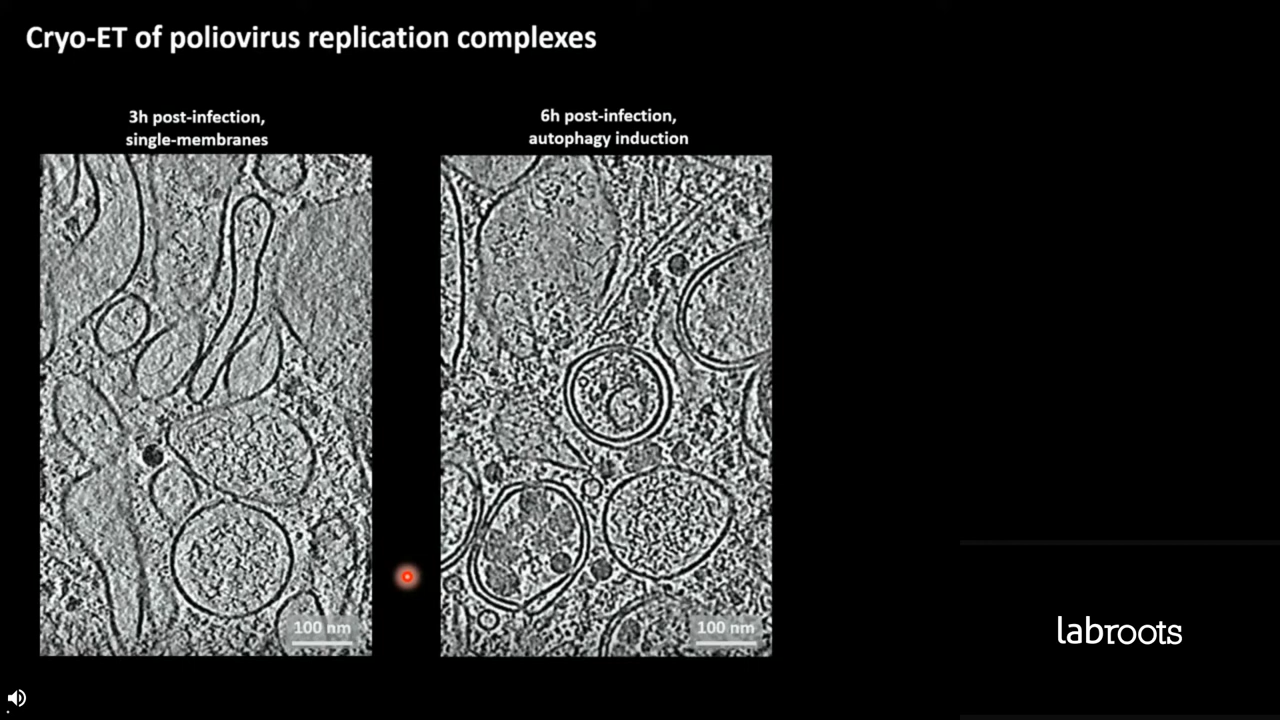 Cryo-ET of poliovirus replication complexes
3h post-infection,
single-membranes
6h post-infection,
autophagy induction
100 nm
100 nm
labroots